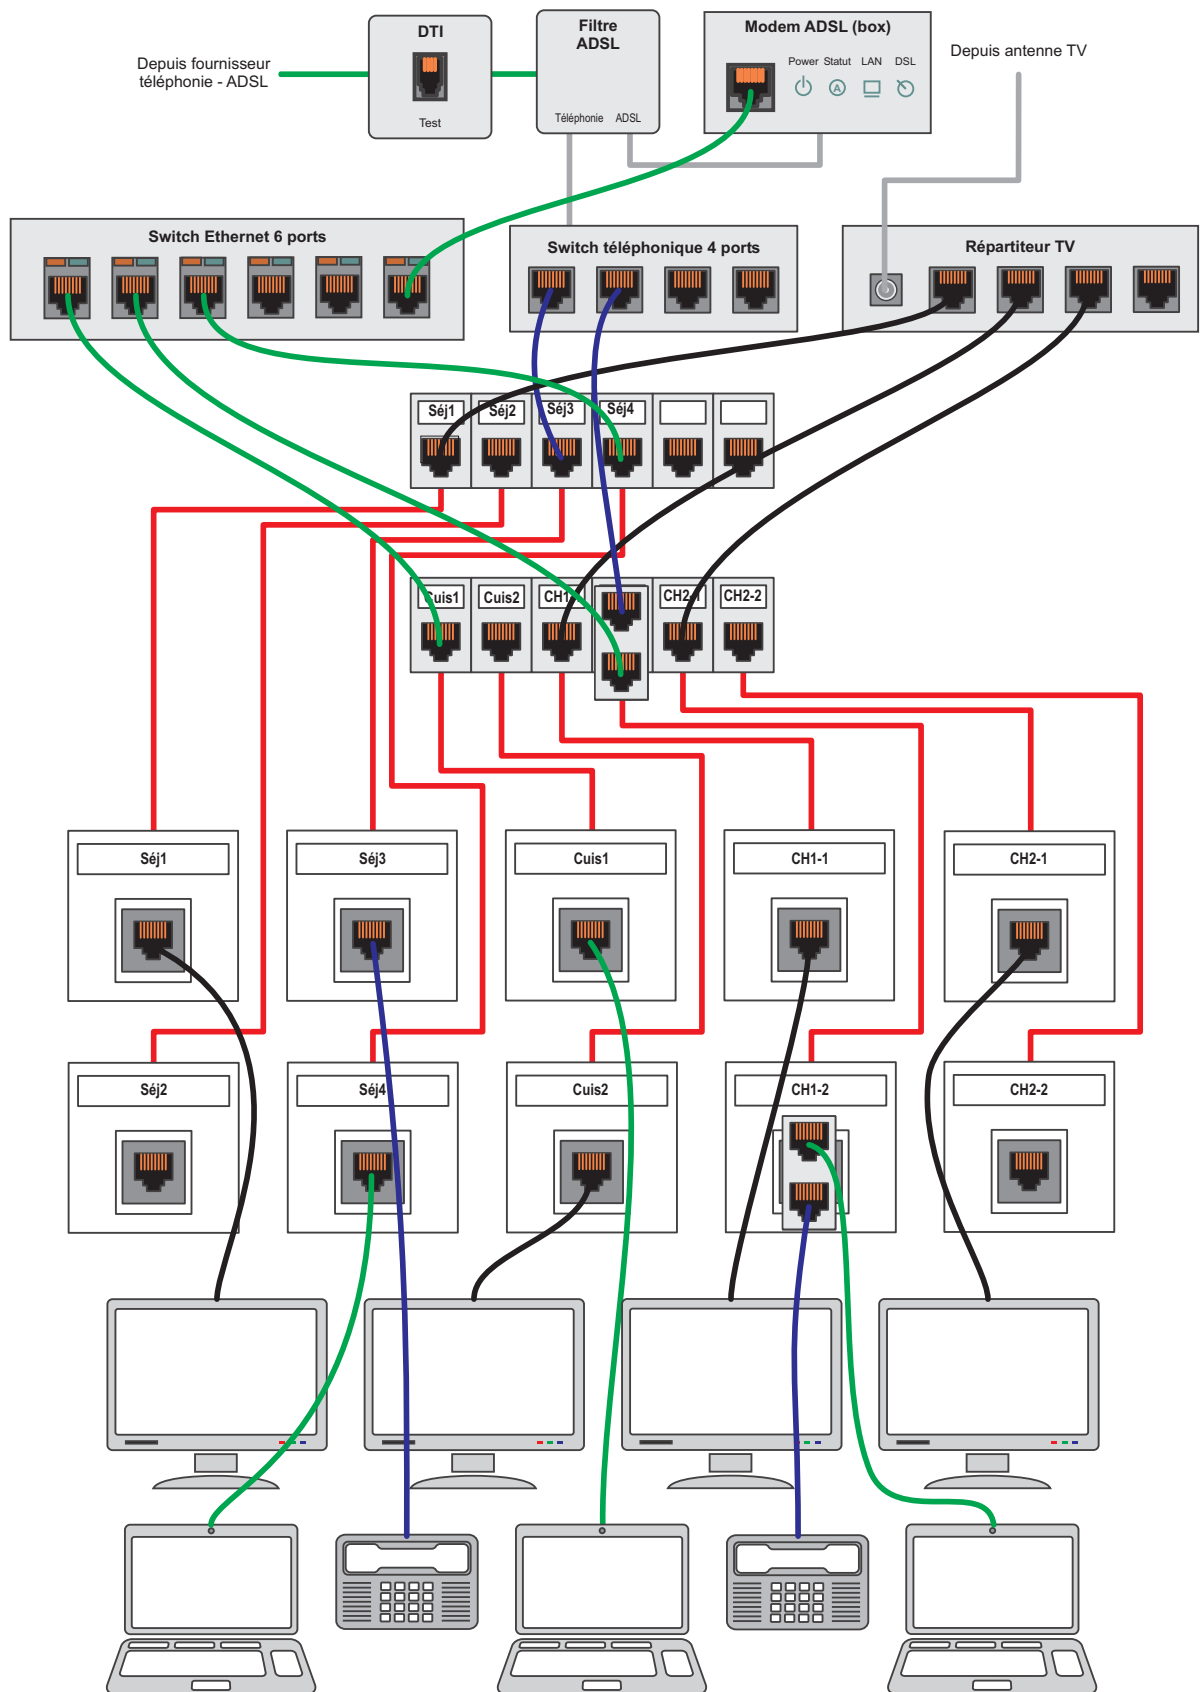 DTI
Test
Filtre
ADSL
Téléphonie ADSL
Modem ADSL (box)
Power Statut LAN DSL
A
Depuis fournisseur
téléphonie - ADSL
Depuis antenne TV
Switch Ethernet 6 ports
Switch téléphonique 4 ports
Répartiteur TV
Séj1 Séj2 Séj3 Séj4
Cuis1 Cuis2 CH1 CH2-1 CH2-2
Séj1 Séj3 Cuis1 CH1-1 CH2-1
Séj2 Séj4 Cuis2 CH1-2 CH2-2